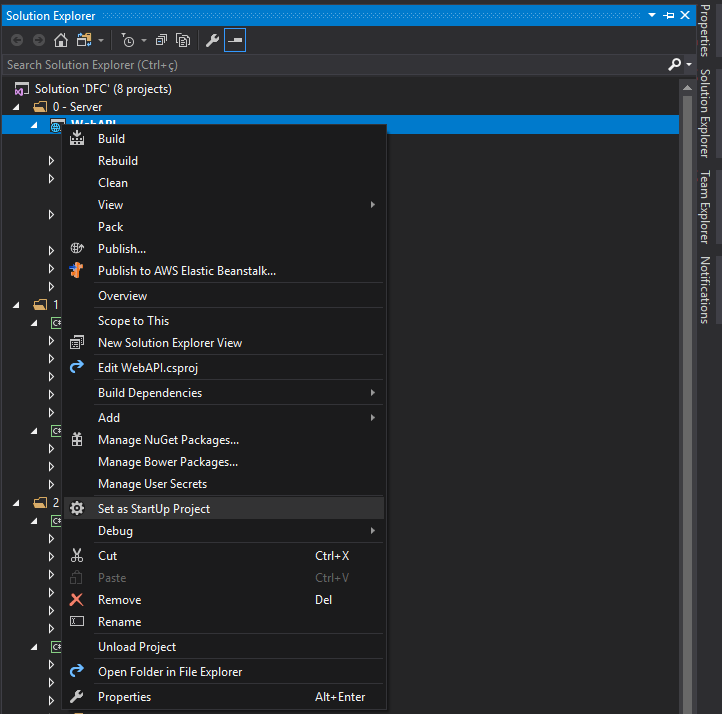 Solution Explorer
Search Solution Explorer (Ctrl+ç)
Solution 'DFC' (8 projects)
0 - Server
WebAPI
Build
Rebuild
Clean
View
Pack
Publish...
Publish to AWS Elastic Beanstalk...
Overview
1
Scope to This
C#
New Solution Explorer View
Edit WebAPI.csproj
Build Dependencies
Add
C#
Manage NuGet Packages...
Manage Bower Packages...
Manage User Secrets
2
Set as StartUp Project
C#
Debug
Cut Ctrl+X
Paste Ctrl+V
Remove Del
Rename
Unload Project
C#
Open Folder in File Explorer
Properties Alt+Enter
Properties
Solution Explorer
Team Explorer
Notifications